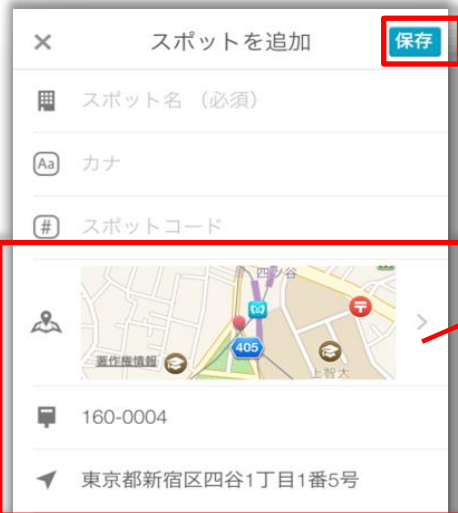 × スポットを追加 保存
スポット名 （必須）
Aa カナ
# スポットコード
四ツ谷
405
著作権情報
上智大
160-0004
東京都新宿区四谷1丁目1番5号